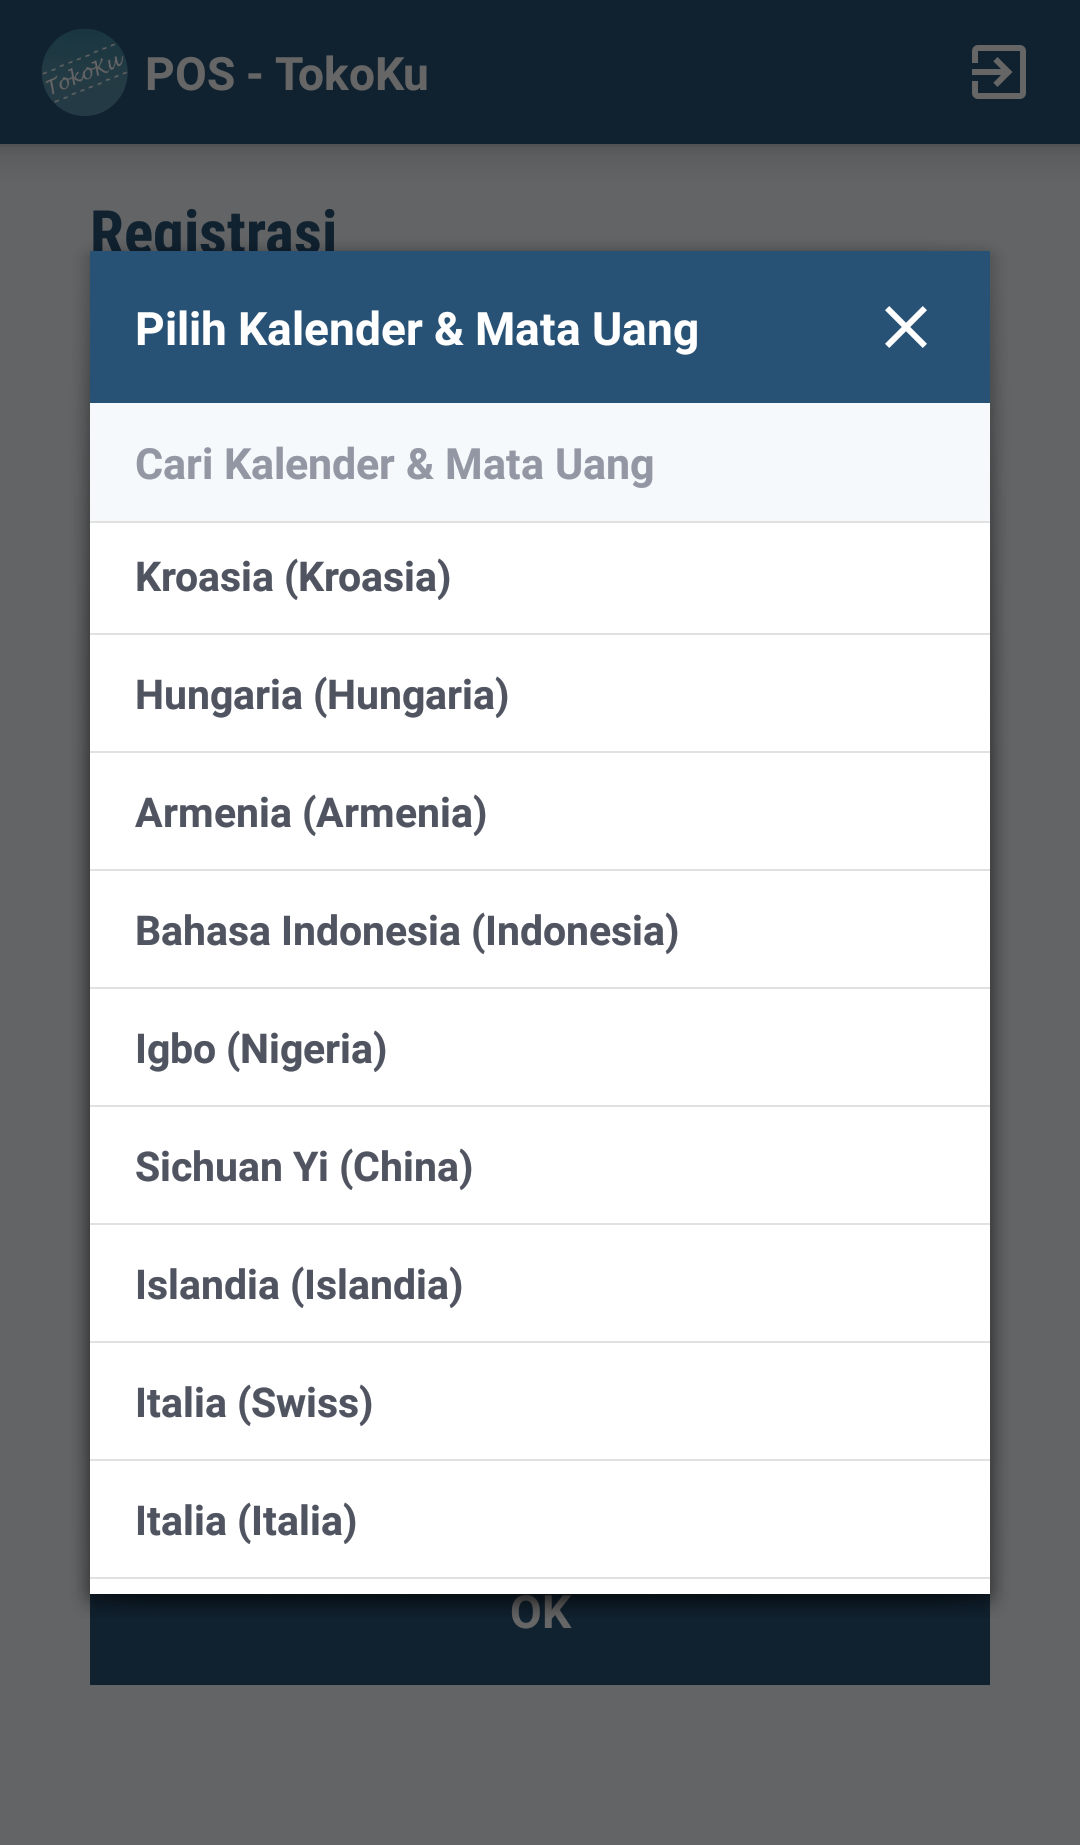 TokoKu
POS - TokoKu
Registrasi
Pilih Kalender & Mata Uang
Cari Kalender & Mata Uang
Kroasia (Kroasia)
Hungaria (Hungaria)
Armenia (Armenia)
Bahasa Indonesia (Indonesia)
Igbo (Nigeria)
Sichuan Yi (China)
Islandia (Islandia)
Italia (Swiss)
Italia (Italia)
OK